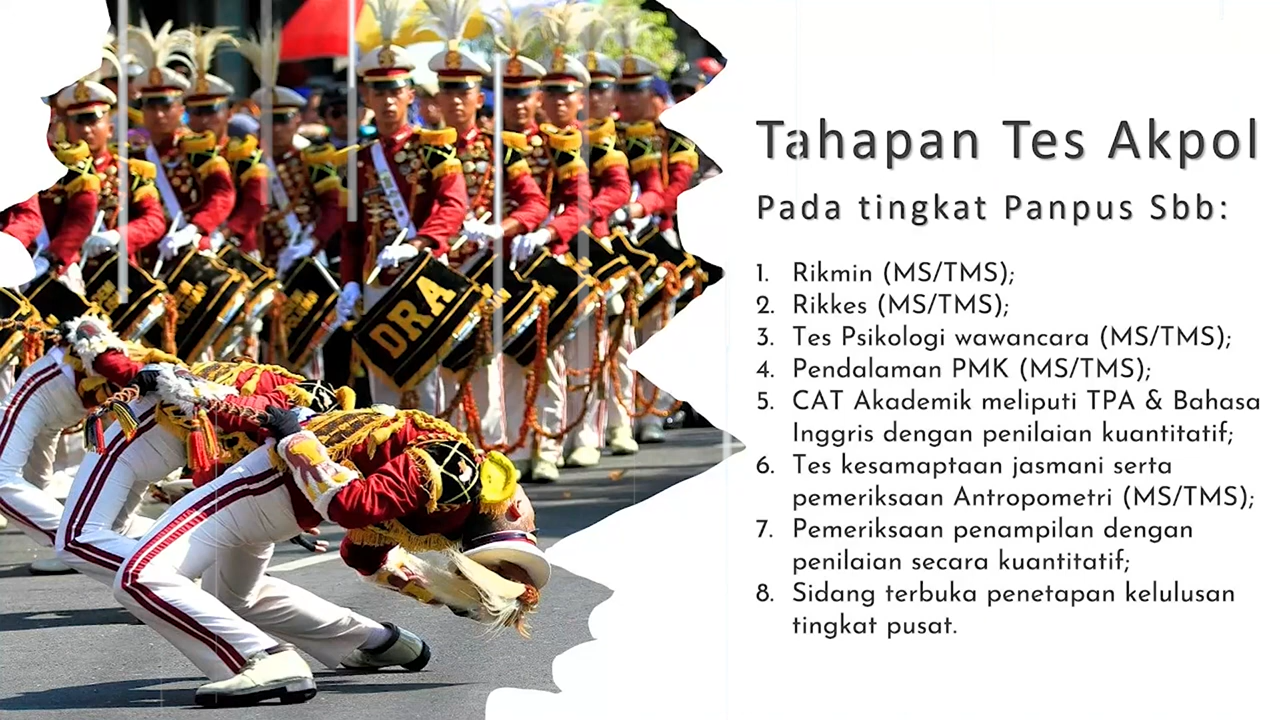 Tahapan Tes Akpol
Pada tingkat Panpus Sbb:
1. Rikmin (MS/TMS);
2. Rikkes (MS/TMS);
3. Tes Psikologi wawancara (MS/TMS);
4. Pendalaman PMK (MS/TMS);
5. CAT Akademik meliputi TPA & Bahasa
Inggris dengan penilaian kuantitatif;
6. Tes kesamaptaan jasmani serta
pemeriksaan Antropometri (MS/TMS);
7. Pemeriksaan penampilan dengan
penilaian secara kuantitatif;
8. Sidang terbuka penetapan kelulusan
tingkat pusat.
DRA